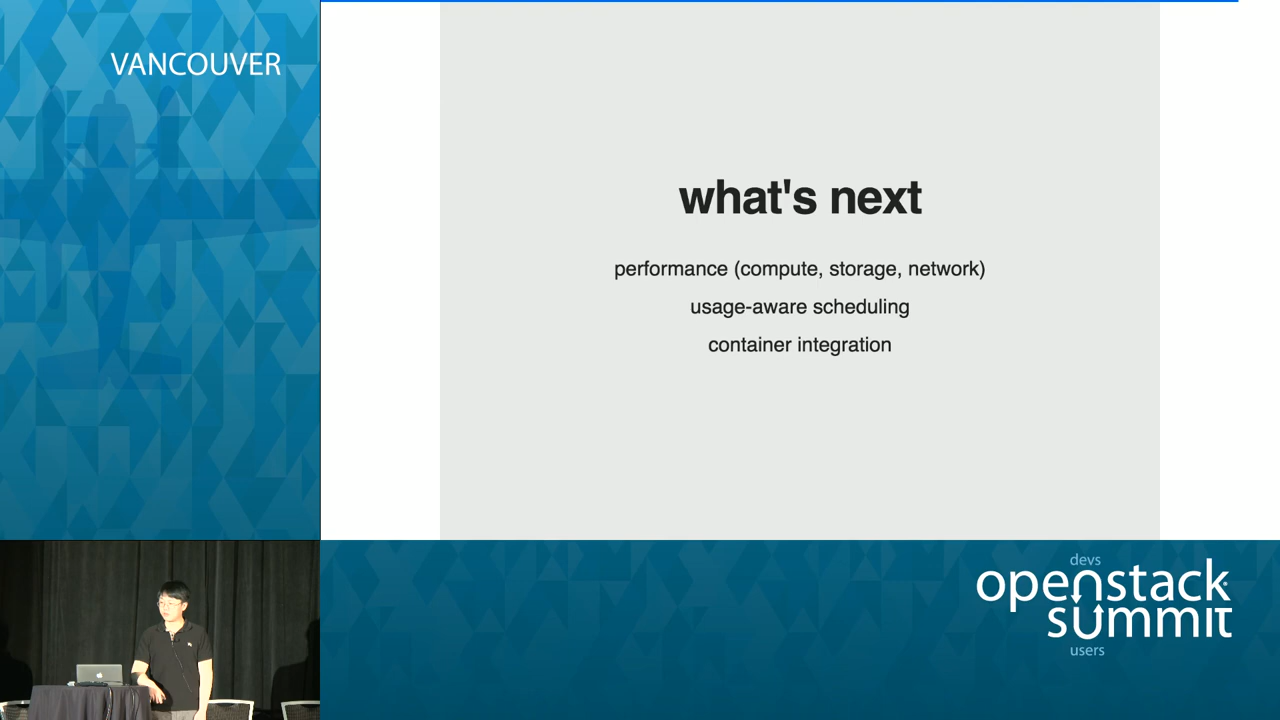 VANCOUVER
what's next
performance (compute, storage, network)
usage-aware scheduling
container integration
devs
openstack
summit
users